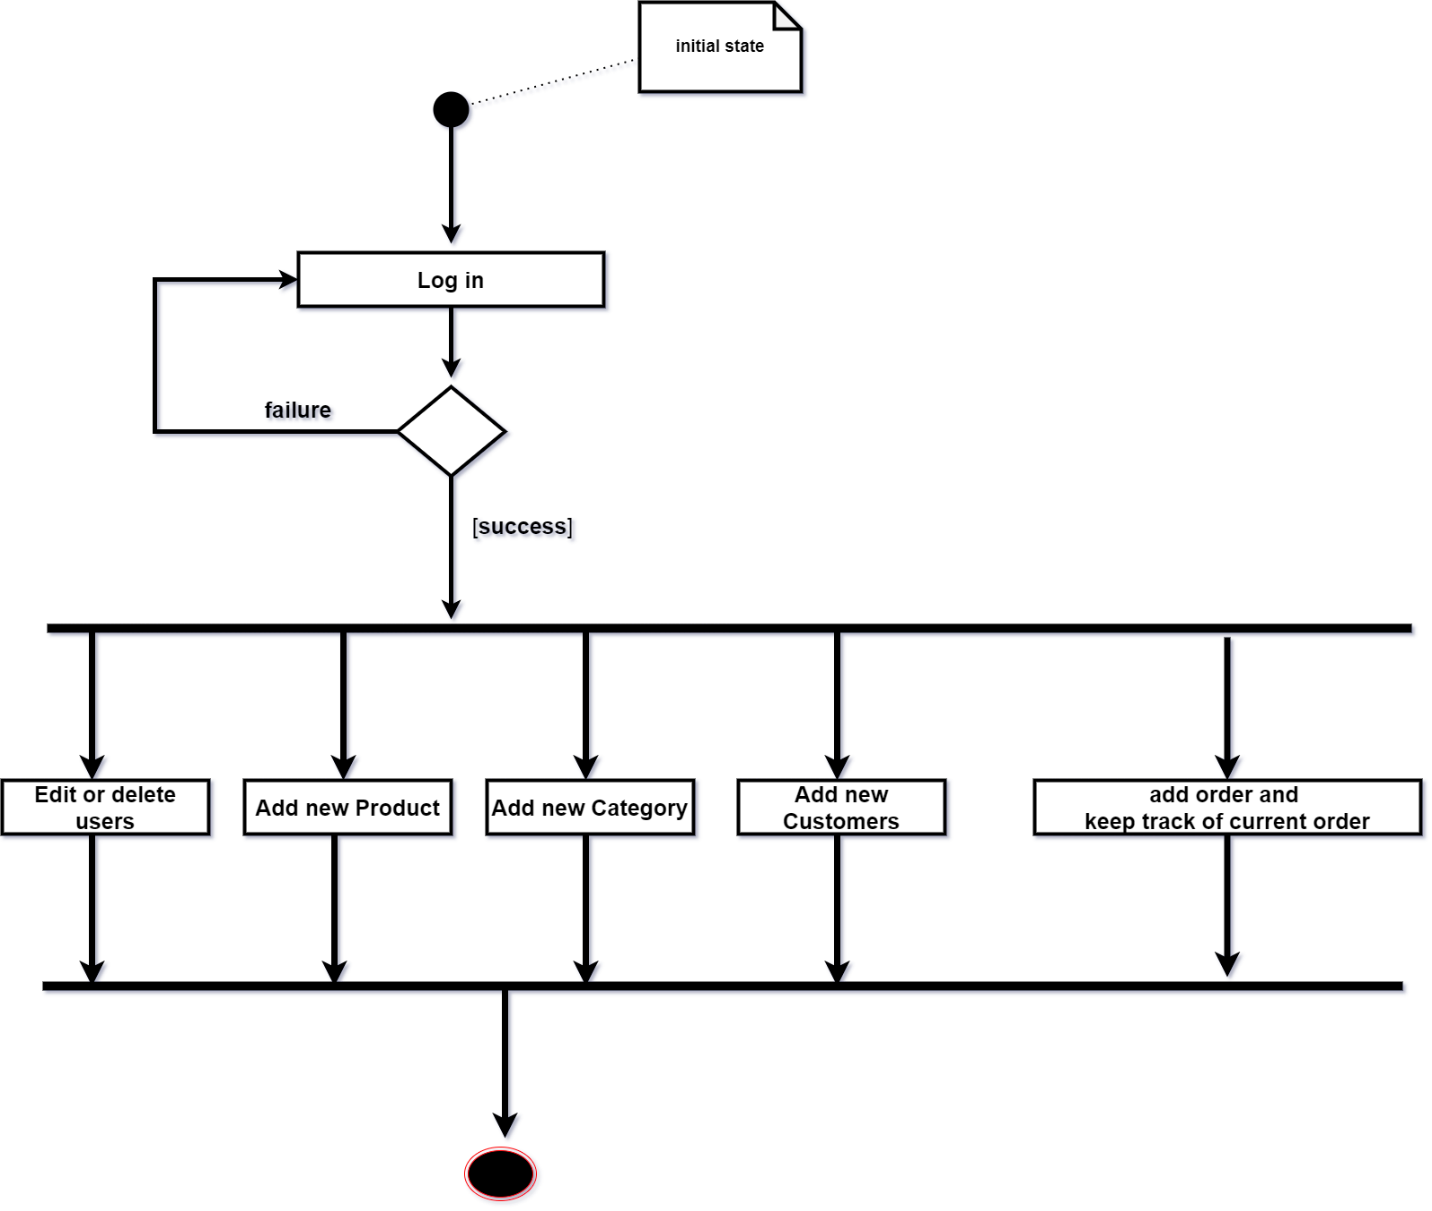 initial state
Log in
failure
[success]
Edit or delete
users
Add new Product
Add new Category
Add new
Customers
add order and
keep track of current order